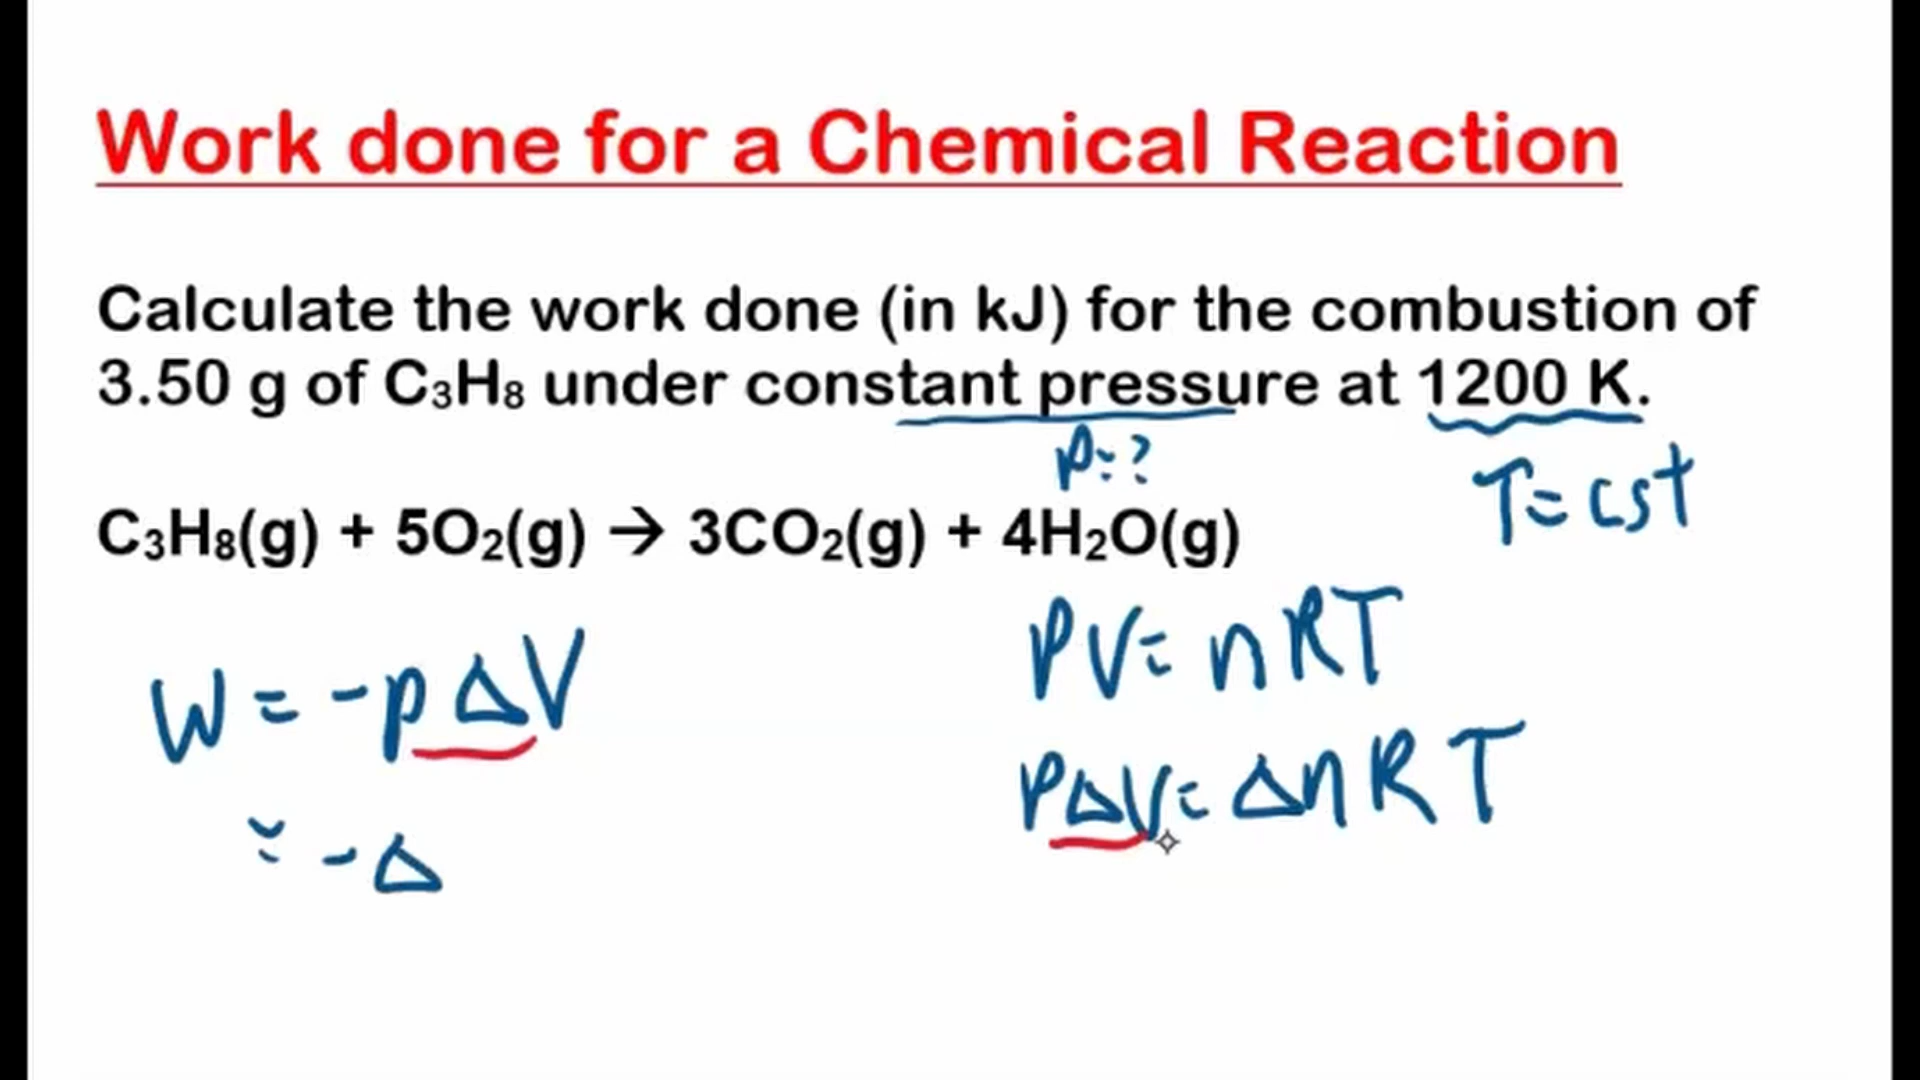 Work done for a Chemical Reaction
Calculate the work done (in kJ) for the combustion of
3.50 g of C₃H₈ under constant pressure at 1200 K.
P=?
T= cst
C₃H₈(g) + 5O₂(g) → 3CO₂(g) + 4H₂O(g)
W = -pΔV
PV= nRT
PΔV= ΔnRT
= -Δ